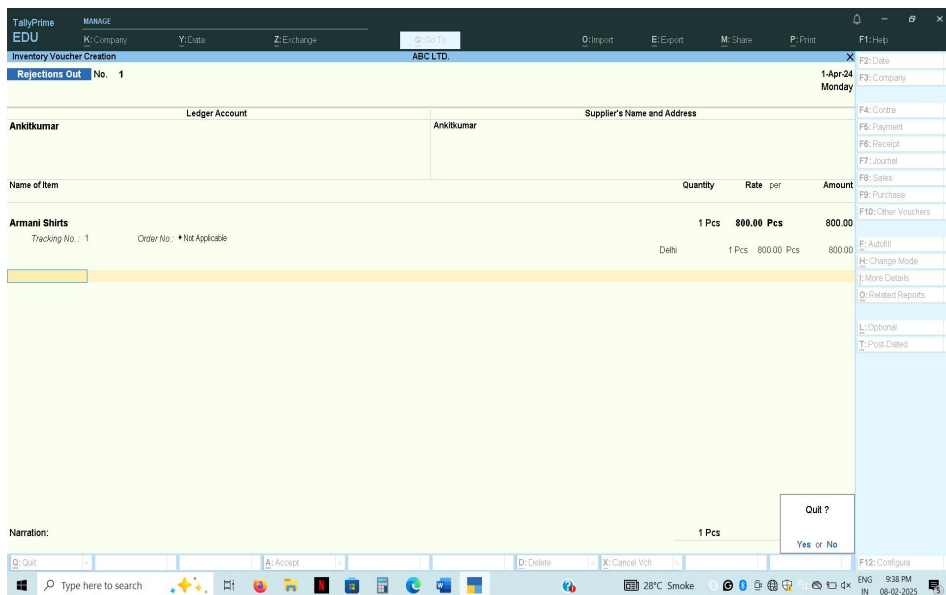 TallyPrime MANAGE
EDU K: Company Y: Data Z: Exchange G: Go To O: Import E: Export M: Share P: Print F1: Help
Inventory Voucher Creation ABC LTD. X
Rejections Out No. 1 1-Apr-24
Monday
Ledger Account Supplier's Name and Address
Ankitkumar Ankitkumar
Name of Item Quantity Rate per Amount
Armani Shirts 1 Pcs 800.00 Pcs 800.00
Tracking No. : 1 Order No.: ♦ Not Applicable
Delhi 1 Pcs 800.00 Pcs 800.00
F2: Date
F3: Company
F4: Contra
F5: Payment
F6: Receipt
F7: Journal
F8: Sales
F9: Purchase
F10: Other Vouchers
F: Autofill
H: Change Mode
I: More Details
O: Related Reports
L: Optional
T: Post-Dated
Quit ?
Yes or No
Narration: 1 Pcs
Q: Quit A: Accept D: Delete X: Cancel Vch F12: Configure
Type here to search 28°C Smoke ENG 9:38 PM
IN 08-02-2025